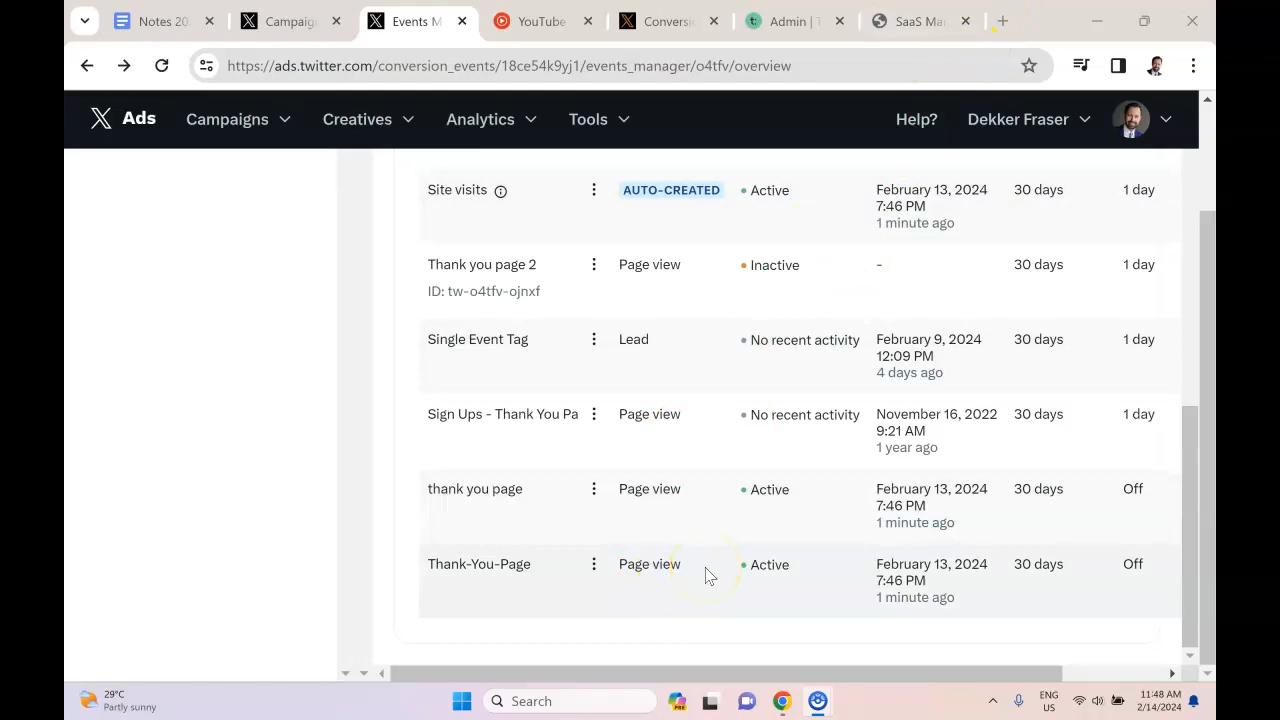 Notes 20
Campaig
Events M
YouTube
Convers
Admin |
SaaS Mar
https://ads.twitter.com/conversion_events/18ce54k9yj1/events_manager/o4tfv/overview
X Ads
Campaigns
Creatives
Analytics
Tools
Help?
Dekker Fraser
Site visits
AUTO-CREATED
Active
February 13, 2024
7:46 PM
1 minute ago
30 days
1 day
Thank you page 2
ID: tw-o4tfv-ojnxf
Page view
Inactive
-
30 days
1 day
Single Event Tag
Lead
No recent activity
February 9, 2024
12:09 PM
4 days ago
30 days
1 day
Sign Ups - Thank You Pa
Page view
No recent activity
November 16, 2022
9:21 AM
1 year ago
30 days
1 day
thank you page
Page view
Active
February 13, 2024
7:46 PM
1 minute ago
30 days
Off
Thank-You-Page
Page view
Active
February 13, 2024
7:46 PM
1 minute ago
30 days
Off
29°C
Partly sunny
Search
PRE
ENG
US
11:48 AM
2/14/2024